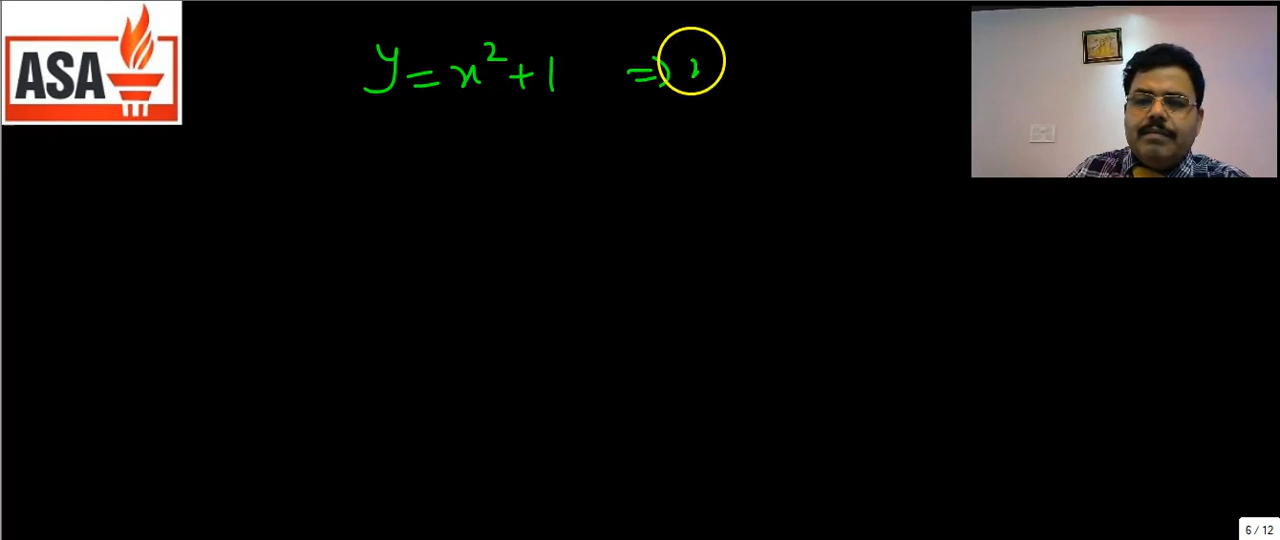 ASA
y = x² + 1 ⇒
6 / 12